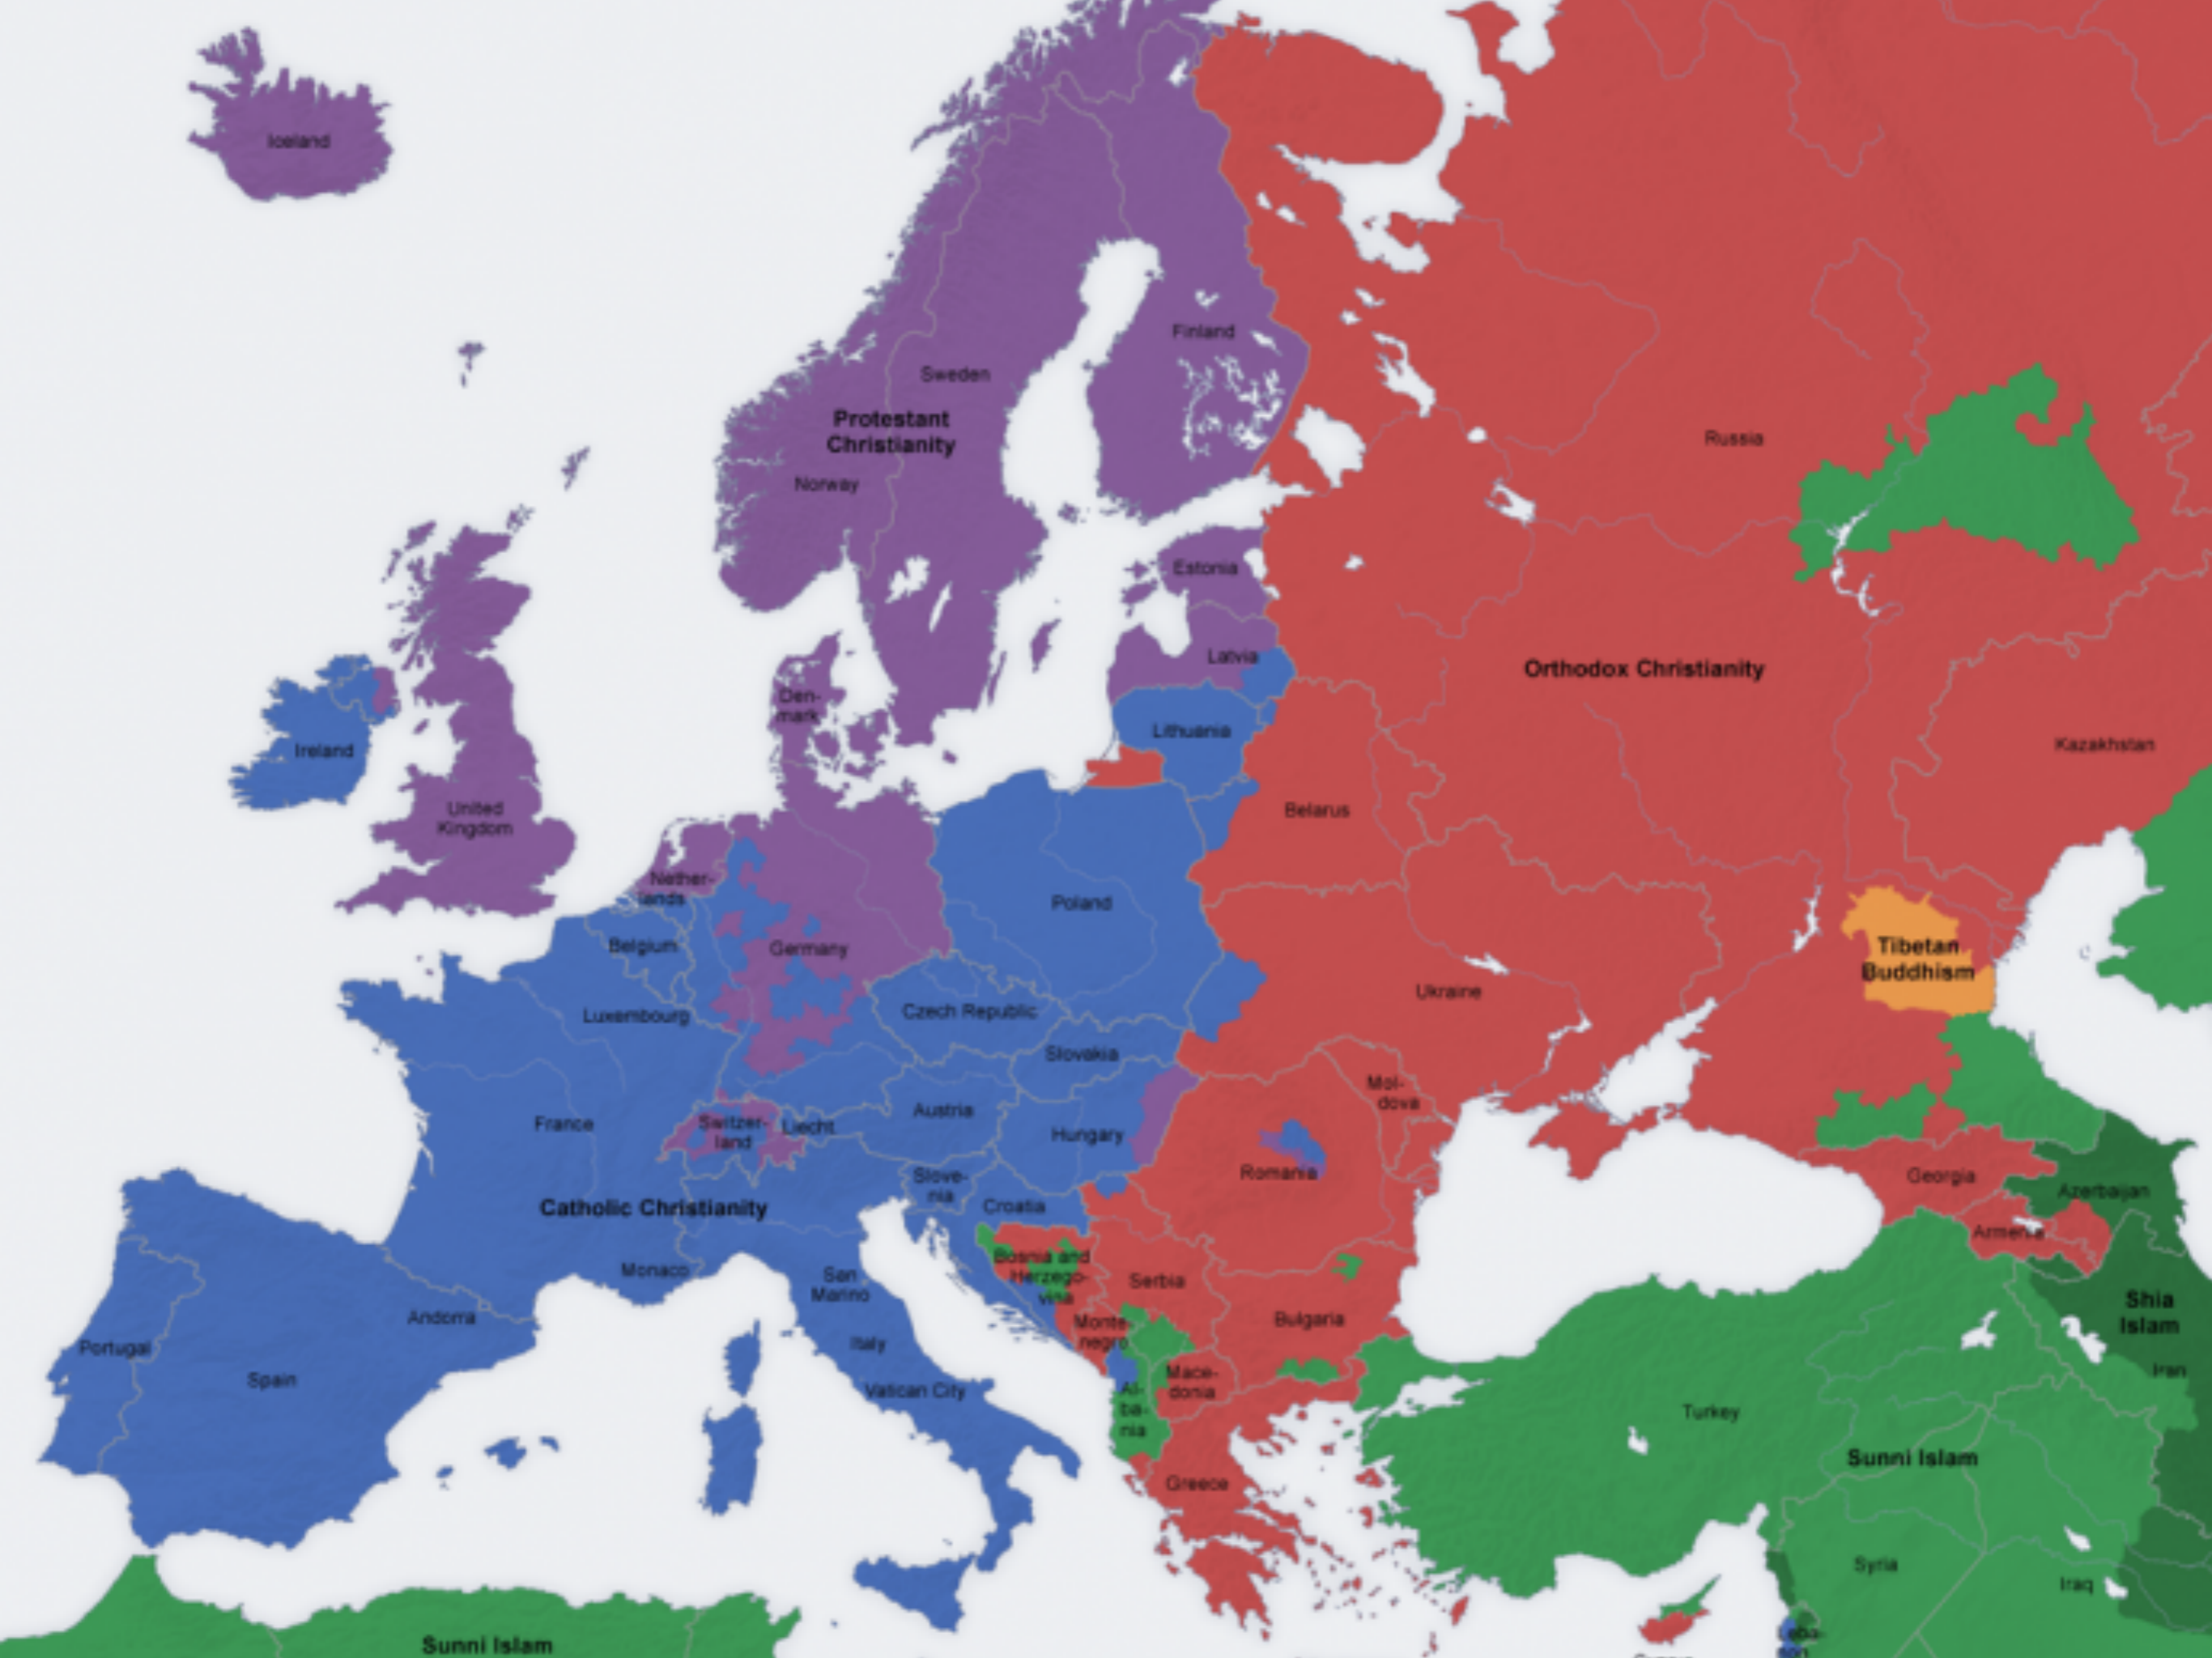 Iceland
Finland
Sweden
Protestant
Christianity
Norway
Russia
Estonia
Latvia
Den-
mark
Lithuania
Orthodox Christianity
Ireland
United
Kingdom
Kazakhstan
Belarus
Nether-
lands
Poland
Belgium
Germany
Tibetan
Buddhism
Luxembourg
Czech Republic
Ukraine
Slovakia
Mol-
dova
France
Switzer-
land
Liecht
Austria
Hungary
Romania
Slove-
nia
Croatia
Catholic Christianity
Georgia
Azerbaijan
Armenia
Monaco
San
Marino
Bosnia and
Herzego-
vina
Serbia
Andorra
Monte-
negro
Bulgaria
Shia
Islam
Portugal
Spain
Italy
Vatican City
Al-
ba-
nia
Mace-
donia
Iran
Turkey
Greece
Sunni Islam
Syria
Iraq
Leba-
non
Sunni Islam